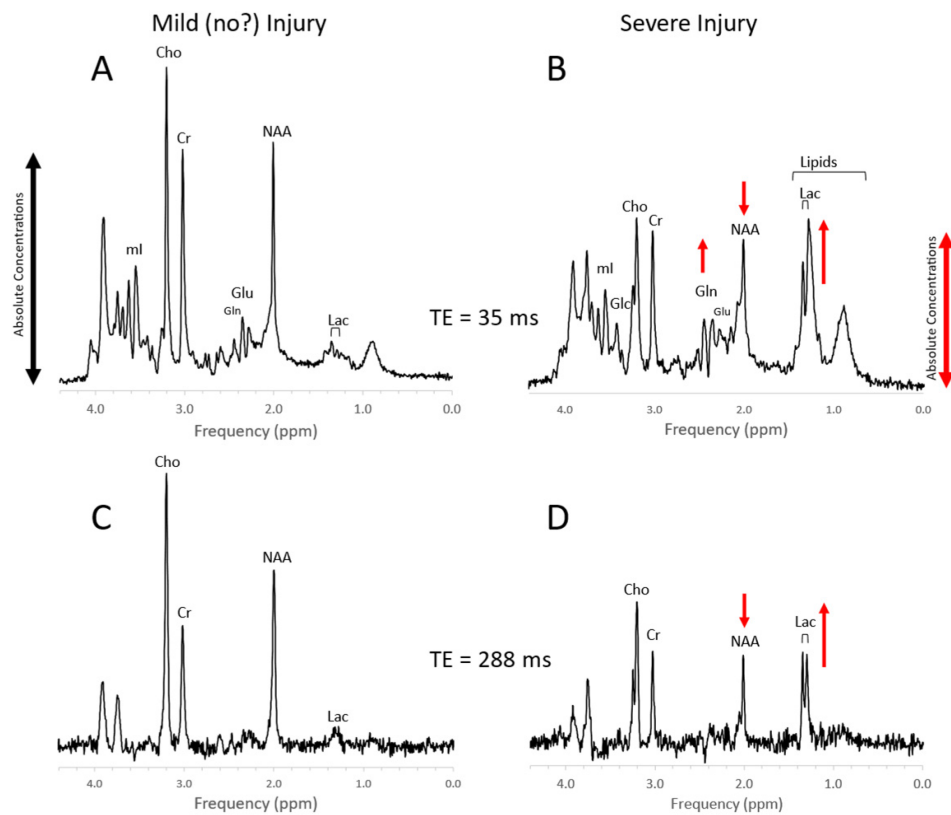 Mild (no?) Injury
Severe Injury
A
Cho
Cr
NAA
mI
Glu
Gln
Lac
Absolute Concentrations
4.0 3.0 2.0 1.0 0.0
Frequency (ppm)
TE = 35 ms
B
Lipids
Lac
Cho
Cr
NAA
mI
Glc
Gln
Glu
Absolute Concentrations
4.0 3.0 2.0 1.0 0.0
Frequency (ppm)
C
Cho
NAA
Cr
Lac
4.0 3.0 2.0 1.0 0.0
Frequency (ppm)
TE = 288 ms
D
Cho
Cr
NAA
Lac
4.0 3.0 2.0 1.0 0.0
Frequency (ppm)